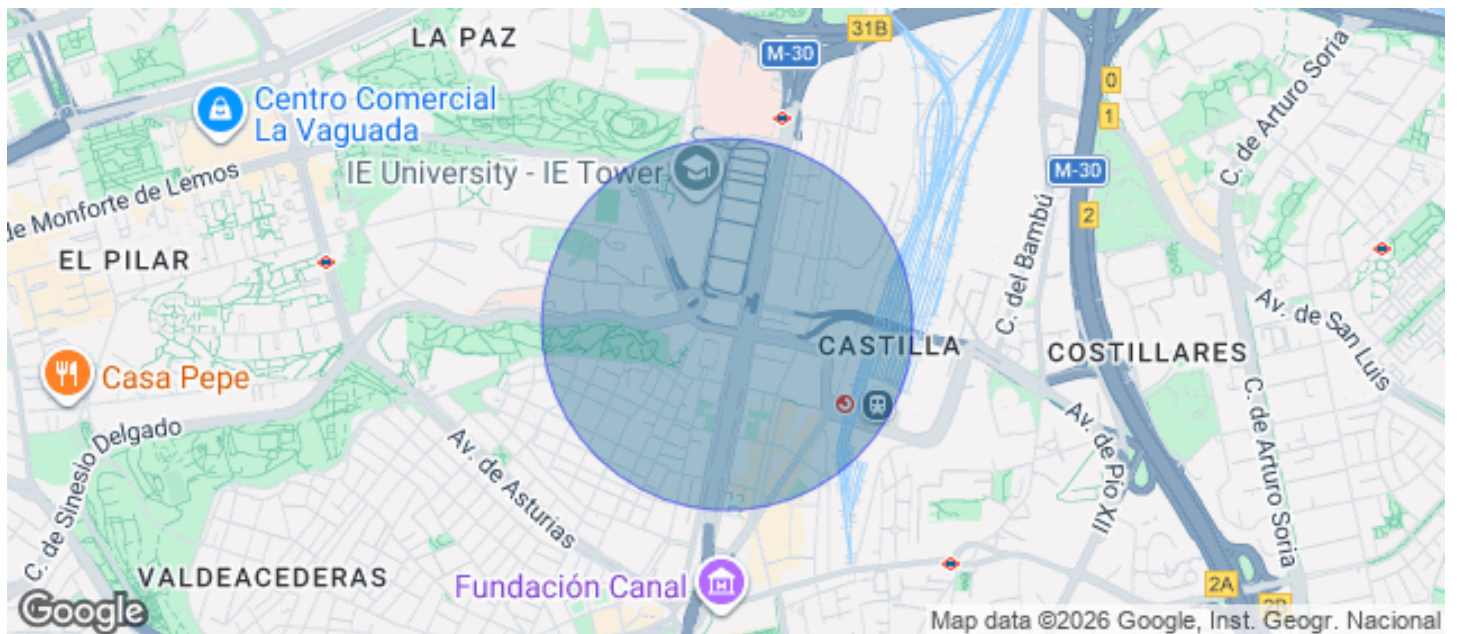 LA PAZ
31B
M-30
Centro Comercial
La Vaguada
0
1
C. de Arturo Soria
IE University - IE Tower
M-30
de Monforte de Lemos
2
C. del Bambú
EL PILAR
Av. de San Luis
CASTILLA
COSTILLARES
Casa Pepe
C. de Sinesio Delgado
Av. de Asturias
Av. de Pío XII
C. de Arturo Soria
VALDEACEDERAS
Fundación Canal
2A
Google
Map data ©2026 Google, Inst. Geogr. Nacional